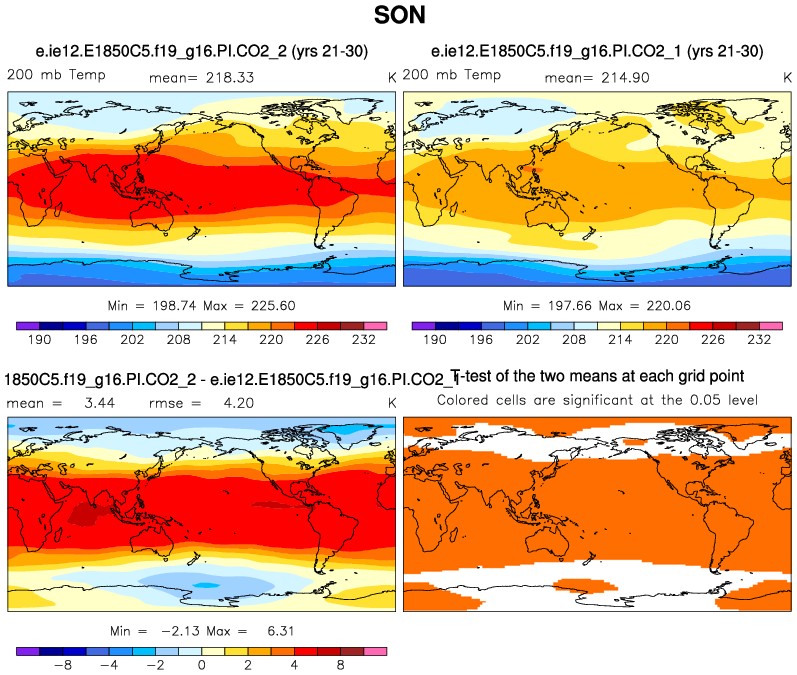 SON
e.ie12.E1850C5.f19_g16.PI.CO2_2 (yrs 21-30)
e.ie12.E1850C5.f19_g16.PI.CO2_1 (yrs 21-30)
200 mb Temp mean= 218.33 K
200 mb Temp mean= 214.90 K
Min = 198.74 Max = 225.60
Min = 197.66 Max = 220.06
190 196 202 208 214 220 226 232
190 196 202 208 214 220 226 232
1850C5.f19_g16.PI.CO2_2 - e.ie12.E1850C5.f19_g16.PI.CO2_1
T-test of the two means at each grid point
mean = 3.44 rmse = 4.20 K
Colored cells are significant at the 0.05 level
Min = -2.13 Max = 6.31
-8 -4 -2 0 2 4 8